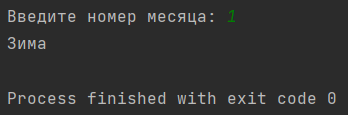 Введите номер месяца: 1
Зима
Process finished with exit code 0